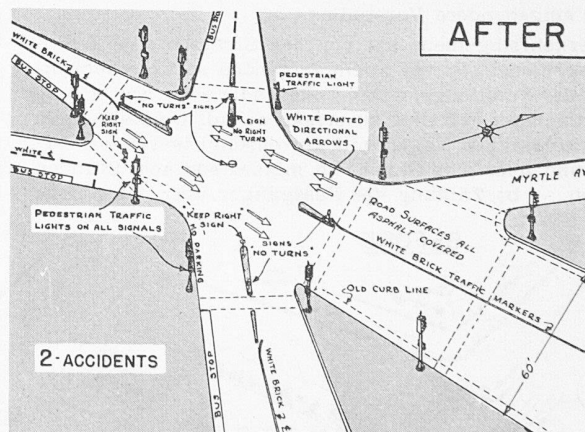 AFTER
BUS STOP
WHITE BRICK
BUS STOP
PEDESTRIAN
TRAFFIC LIGHT
KEEP
RIGHT
SIGN
"NO TURNS" SIGNS
SIGN
NO RIGHT
TURNS
WHITE PAINTED
DIRECTIONAL
ARROWS
WHITE
BUS STOP
MYRTLE AV
PEDESTRIAN TRAFFIC
LIGHTS ON ALL SIGNALS
NO PARKING
KEEP RIGHT
SIGN
SIGNS
"NO TURNS"
ROAD SURFACES ALL
ASPHALT COVERED
WHITE BRICK TRAFFIC MARKERS
OLD CURB LINE
60'
2-ACCIDENTS
BUS STOP
WHITE BRICK